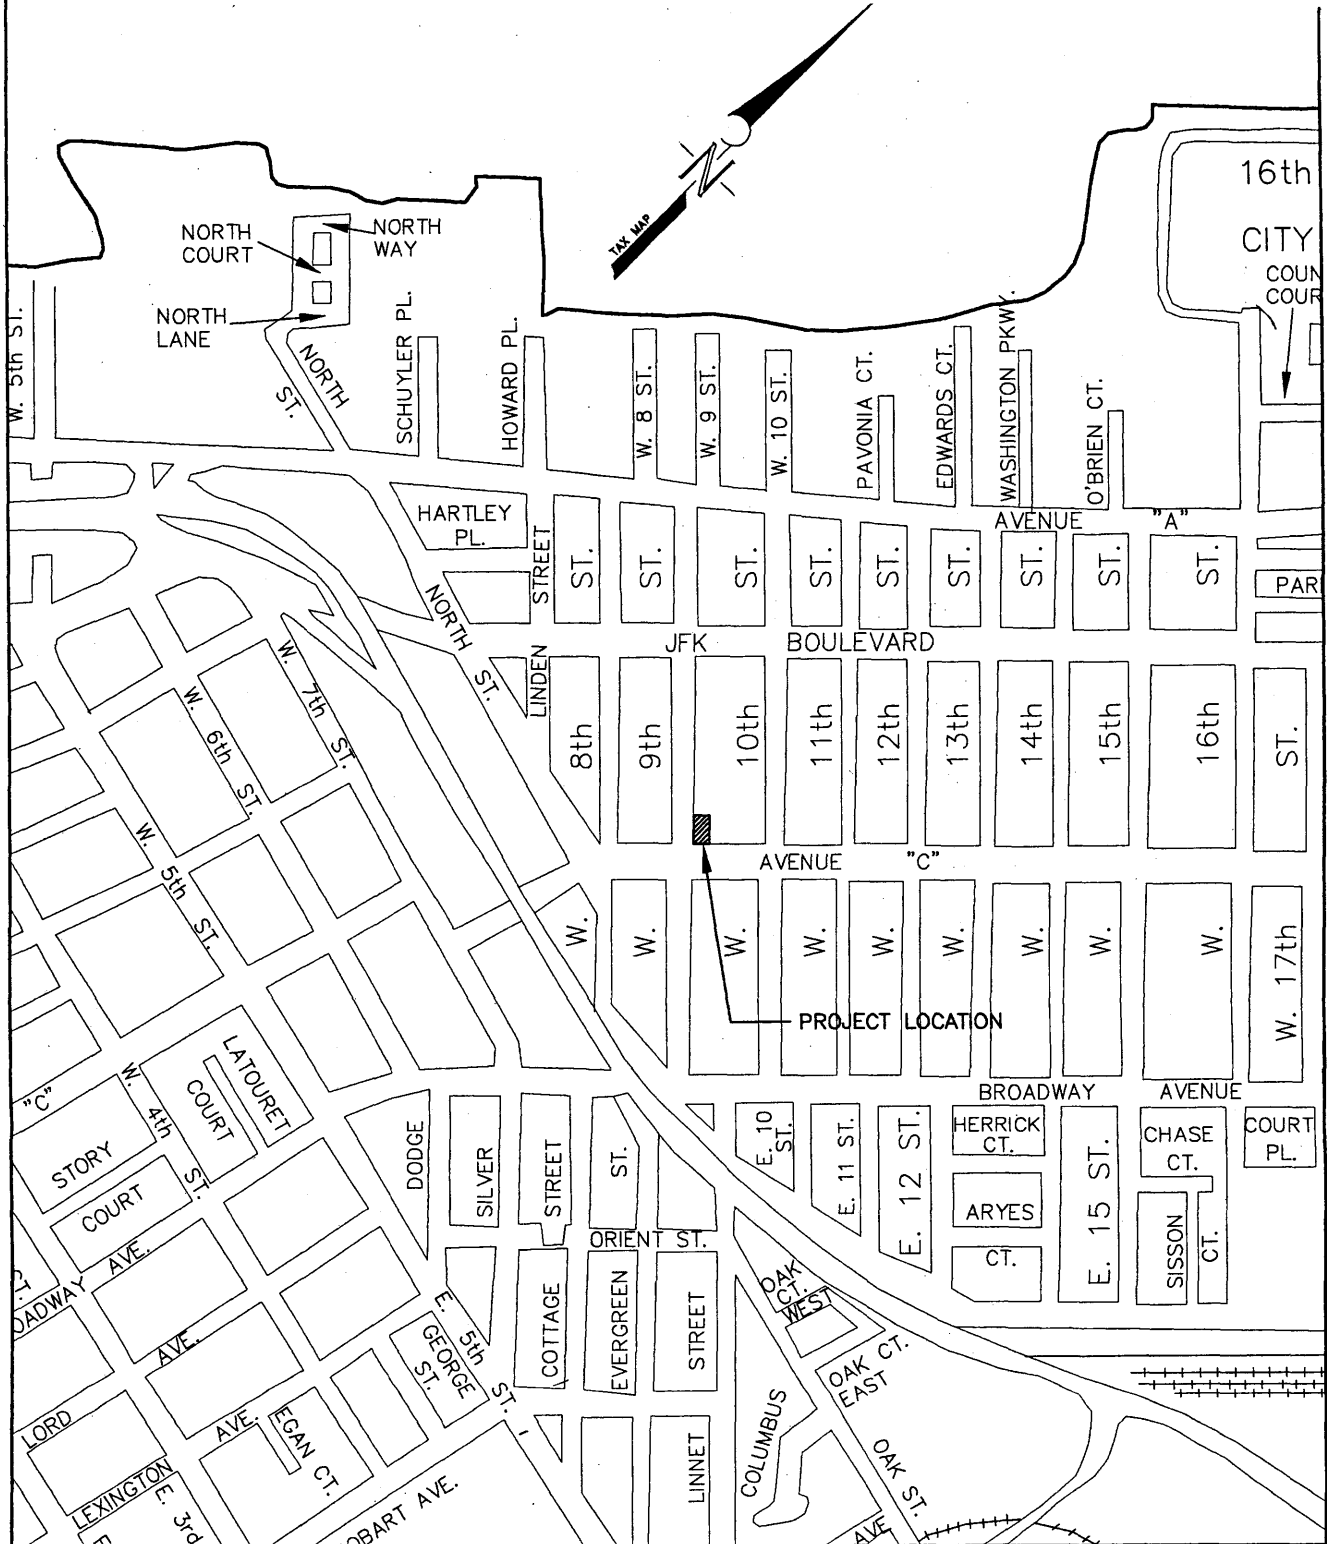 16th
CITY
COUN
COUR
N
TAX MAP
NORTH
COURT
NORTH
WAY
NORTH
LANE
W. 5th ST.
NORTH
ST.
SCHUYLER PL.
HOWARD PL.
W. 8 ST.
W. 9 ST.
W. 10 ST.
PAVONIA CT.
EDWARDS CT.
WASHINGTON PKWY.
O'BRIEN CT.
HARTLEY
PL.
AVENUE "A"
LINDEN STREET
NORTH ST.
ST.
ST.
ST.
ST.
ST.
ST.
ST.
ST.
ST.
PAR
JFK BOULEVARD
W. 7th ST.
W. 6th ST.
W. 5th ST.
8th
9th
10th
11th
12th
13th
14th
15th
16th
ST.
AVENUE "C"
W.
W.
W.
W.
W.
W.
W.
W.
W.
W. 17th
PROJECT LOCATION
"C"
W. 4th ST.
LATOURET
COURT
STORY
COURT
BROADWAY AVENUE
DODGE
SILVER
STREET
ST.
E. 10
ST.
E. 11 ST.
E. 12 ST.
HERRICK
CT.
E. 15 ST.
CHASE
CT.
COURT
PL.
ARYES
CT.
SISSON
CT.
ORIENT ST.
COTTAGE
EVERGREEN
STREET
OAK
CT.
WEST
OAK CT.
EAST
CT.
OADWAY AVE.
E. 5th ST.
GEORGE
ST.
LORD AVE.
EGAN CT.
LEXINGTON AVE.
E. 3rd
OBART AVE.
LINNET
COLUMBUS
OAK ST.
AVE